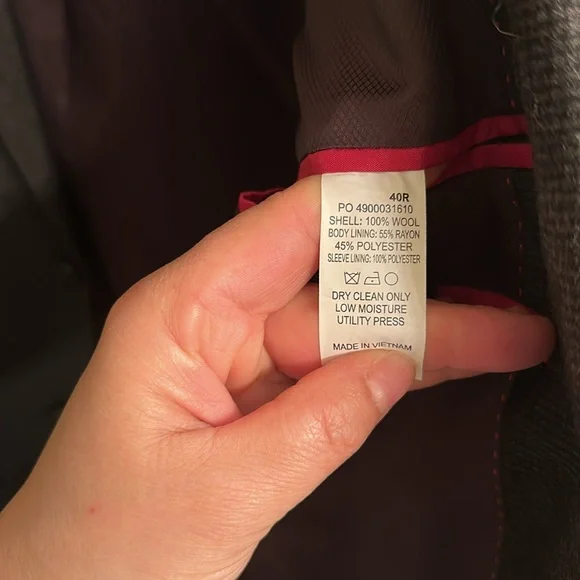 40R
PO 4900031610
SHELL: 100% WOOL
BODY LINING: 55% RAYON
45% POLYESTER
SLEEVE LINING: 100% POLYESTER
DRY CLEAN ONLY
LOW MOISTURE
UTILITY PRESS
MADE IN VIETNAM